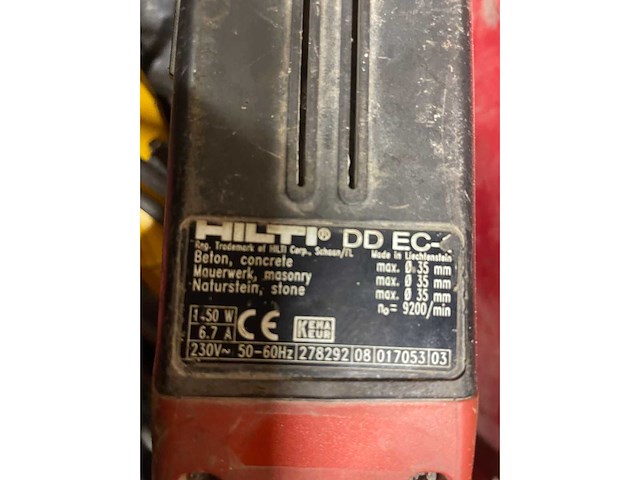 HILTI® DD EC-
Reg. Trademark of HILTI Corp., Schaan/FL Made in Liechtenstein
Beton, concrete max. Ø 35 mm
Mauerwerk, masonry max. Ø 35 mm
Naturstein, stone max. Ø 35 mm
n₀= 9200/min
W
6.7 A CE KEMA KEUR
230V~ 50-60Hz 278292 08 017053 03